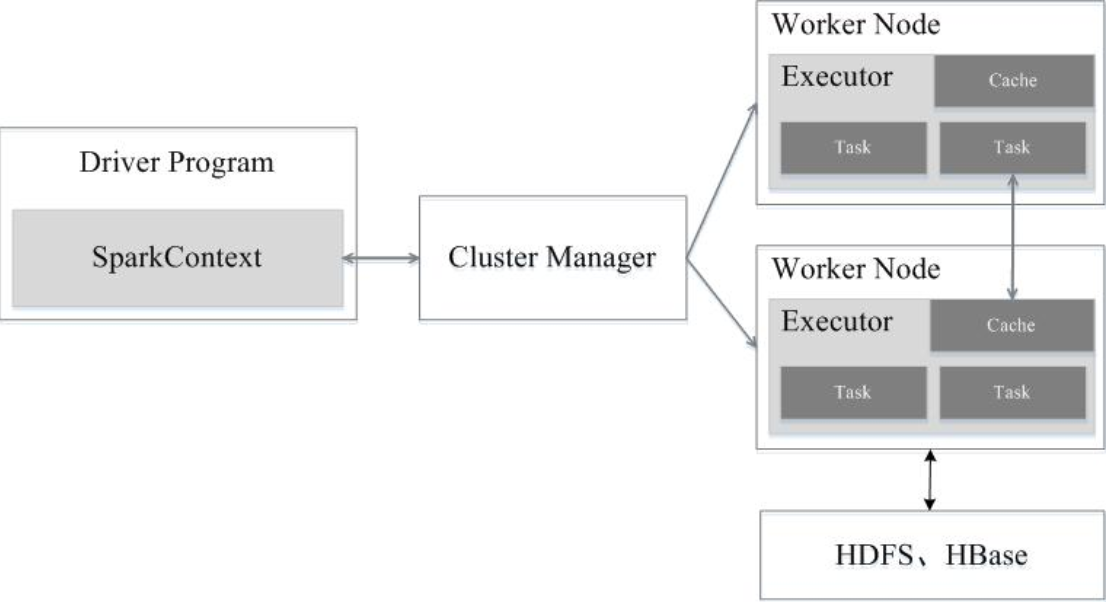 Driver Program
SparkContext
Cluster Manager
Worker Node
Executor
Cache
Task
Task
Worker Node
Executor
Cache
Task
Task
HDFS、HBase